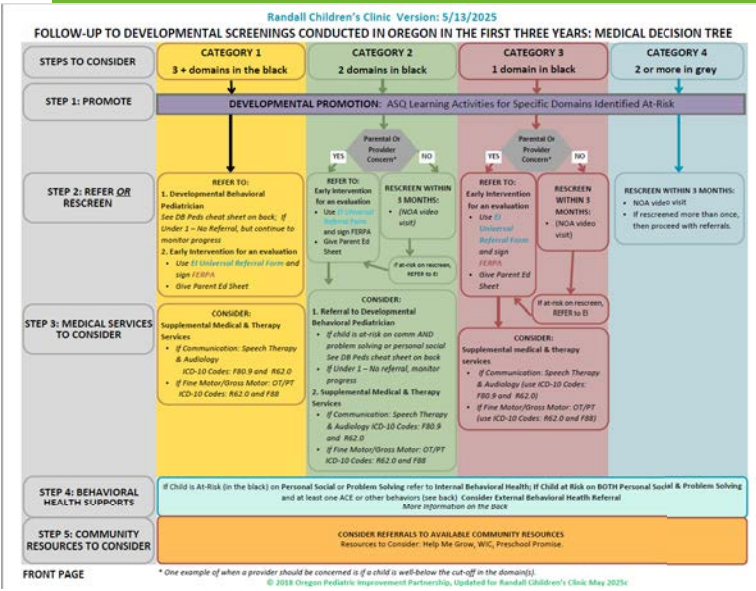 Randall Children's Clinic Version: 5/13/2025
FOLLOW-UP TO DEVELOPMENTAL SCREENINGS CONDUCTED IN OREGON IN THE FIRST THREE YEARS: MEDICAL DECISION TREE
STEPS TO CONSIDER
CATEGORY 1
3 + domains in the black
CATEGORY 2
2 domains in black
CATEGORY 3
1 domain in black
CATEGORY 4
2 or more in grey
STEP 1: PROMOTE
DEVELOPMENTAL PROMOTION: ASQ Learning Activities for Specific Domains Identified At-Risk
STEP 2: REFER OR
RESCREEN
REFER TO:
1. Developmental Behavioral
Pediatrician
See DB Peds cheat sheet on back; If
Under 1 – No Referral, but continue to
monitor progress
2. Early Intervention for an evaluation
• Use EI Universal Referral Form and
sign FERPA
• Give Parent Ed Sheet
Parental Or
Provider
Concern*
YES
NO
REFER TO:
Early Intervention
for an evaluation
• Use EI Universal
Referral Form
and sign FERPA
• Give Parent Ed
Sheet
RESCREEN WITHIN
3 MONTHS:
• (NOA video
visit)
If at-risk on rescreen,
REFER to EI
Parental Or
Provider
Concern*
YES
NO
REFER TO:
Early Intervention
for an evaluation
• Use EI
Universal
Referral Form
and sign
FERPA
• Give Parent
Ed Sheet
RESCREEN
WITHIN
3 MONTHS:
• (NOA video
visit)
If at-risk on rescreen,
REFER to EI
RESCREEN WITHIN 3 MONTHS:
• NOA video visit
• If rescreened more than once,
then proceed with referrals.
STEP 3: MEDICAL SERVICES
TO CONSIDER
CONSIDER:
Supplemental Medical & Therapy
Services
• If Communication: Speech Therapy
& Audiology
ICD-10 Codes: F80.9 and R62.0
• If Fine Motor/Gross Motor: OT/PT
ICD-10 Codes: R62.0 and F88
CONSIDER:
1. Referral to Developmental
Behavioral Pediatrician
• If child is at-risk on comm AND
problem solving or personal social
See DB Peds cheat sheet on back
• If Under 1 – No referral, monitor
progress
2. Supplemental Medical & Therapy
Services
• If Communication: Speech Therapy
& Audiology ICD-10 Codes: F80.9
and R62.0
• If Fine Motor/Gross Motor: OT/PT
ICD-10 Codes: R62.0 and F88
CONSIDER:
Supplemental medical & therapy
services
• If Communication: Speech Therapy
& Audiology (use ICD-10 Codes:
F80.9 and R62.0)
• If Fine Motor/Gross Motor: OT/PT
(use ICD-10 Codes: R62.0 and F88)
STEP 4: BEHAVIORAL
HEALTH SUPPORTS
If Child is At-Risk (in the black) on Personal Social or Problem Solving refer to Internal Behavioral Health; If Child at Risk on BOTH Personal Social & Problem Solving
and at least one ACE or other behaviors (see back) Consider External Behavioral Health Referral
More information on the back
STEP 5: COMMUNITY
RESOURCES TO CONSIDER
CONSIDER REFERRALS TO AVAILABLE COMMUNITY RESOURCES
Resources to Consider: Help Me Grow, WIC, Preschool Promise.
FRONT PAGE
* One example of when a provider should be concerned is if a child is well-below the cut-off in the domain(s).
© 2018 Oregon Pediatric Improvement Partnership, Updated for Randall Cihildren's Clinic May 2025c